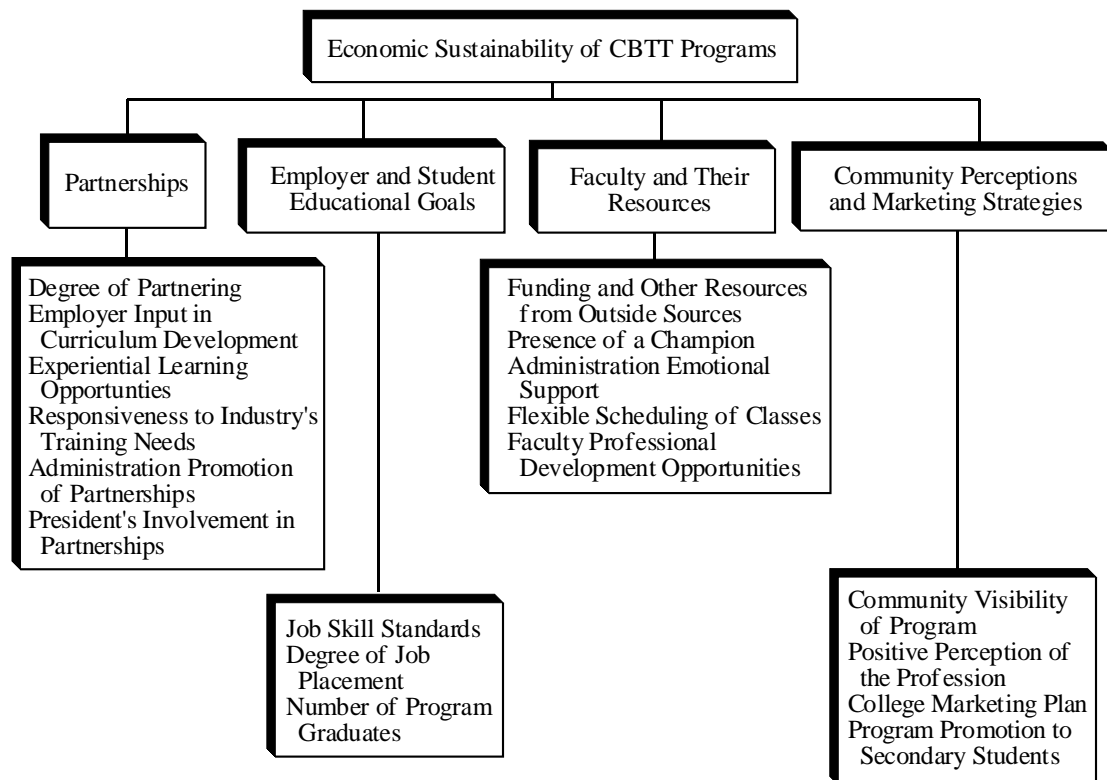 Economic Sustainability of CBTT Programs
Partnerships
Employer and Student
Educational Goals
Faculty and Their
Resources
Community Perceptions
and Marketing Strategies
Degree of Partnering
Employer Input in
Curriculum Development
Experiential Learning
Opportunties
Responsiveness to Industry's
Training Needs
Administration Promotion
of Partnerships
President's Involvement in
Partnerships
Funding and Other Resources
from Outside Sources
Presence of a Champion
Administration Emotional
Support
Flexible Scheduling of Classes
Faculty Professional
Development Opportunities
Job Skill Standards
Degree of Job
Placement
Number of Program
Graduates
Community Visibility
of Program
Positive Perception of
the Profession
College Marketing Plan
Program Promotion to
Secondary Students